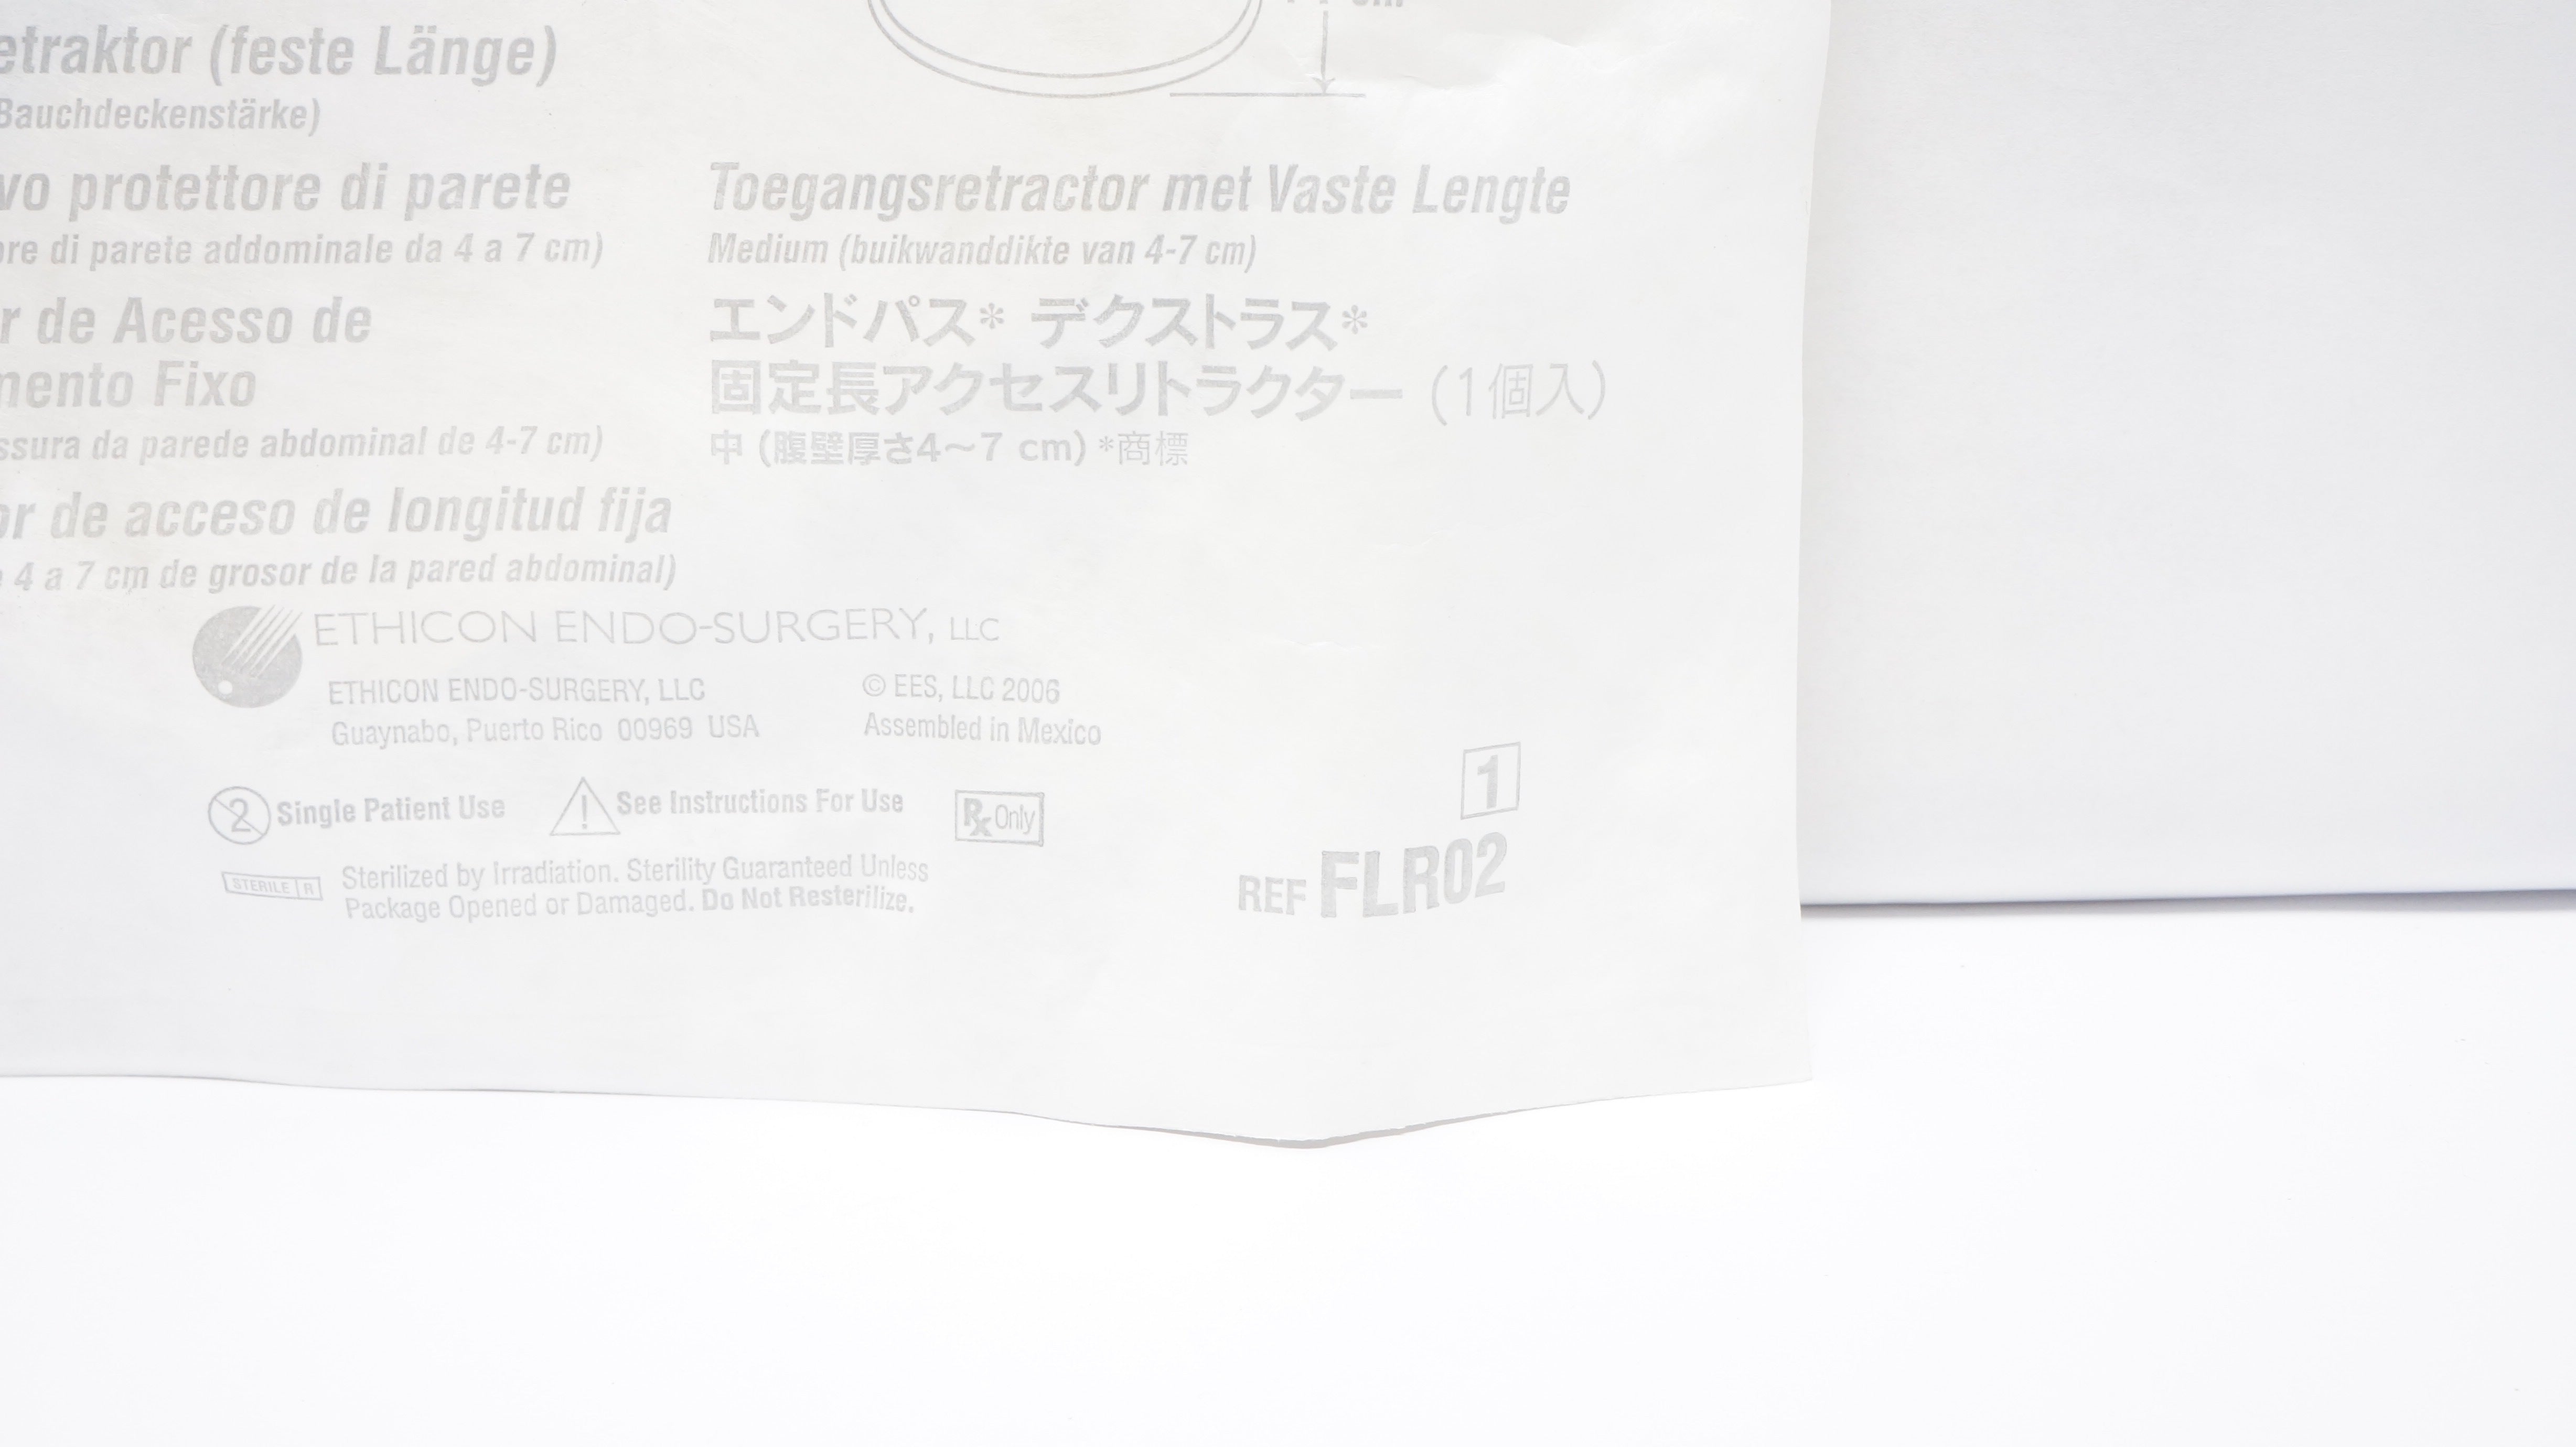 etraktor (feste Länge)
Bauchdeckenstärke)
vo protettore di parete
ore di parete addominale da 4 a 7 cm)
r de Acesso de
mento Fixo
ssura da parede abdominal de 4-7 cm)
or de acceso de longitud fija
4 a 7 cm de grosor de la pared abdominal)
Toegangsretractor met Vaste Lengte
Medium (buikwanddikte van 4-7 cm)
エンドパス* デクストラス*
固定長アクセスリトラクター (1個入)
中 (腹壁厚さ4～7 cm) *商標
ETHICON ENDO-SURGERY, LLC
ETHICON ENDO-SURGERY, LLC
Guaynabo, Puerto Rico 00969 USA
© EES, LLC 2006
Assembled in Mexico
2 Single Patient Use
! See Instructions For Use
Rx Only
STERILE R
Sterilized by Irradiation. Sterility Guaranteed Unless
Package Opened or Damaged. Do Not Resterilize.
1
REF FLR02